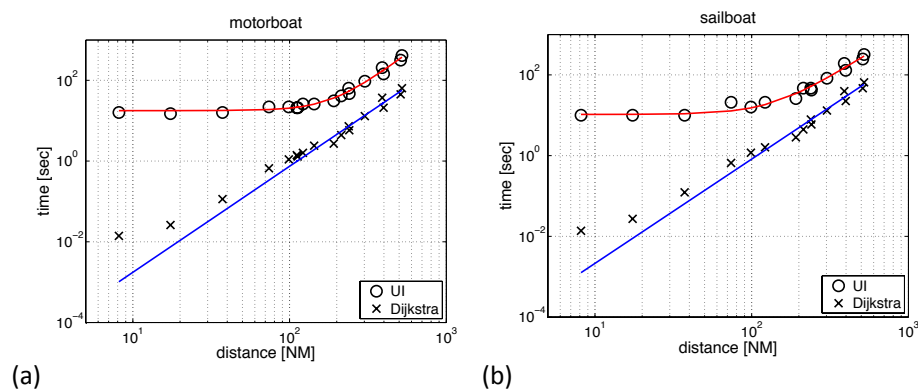 motorboat
10^2
10^0
10^−2
10^−4
time [sec]
10^1
10^2
10^3
distance [NM]
UI
Dijkstra
(a)
sailboat
10^2
10^0
10^−2
10^−4
time [sec]
10^1
10^2
10^3
distance [NM]
UI
Dijkstra
(b)